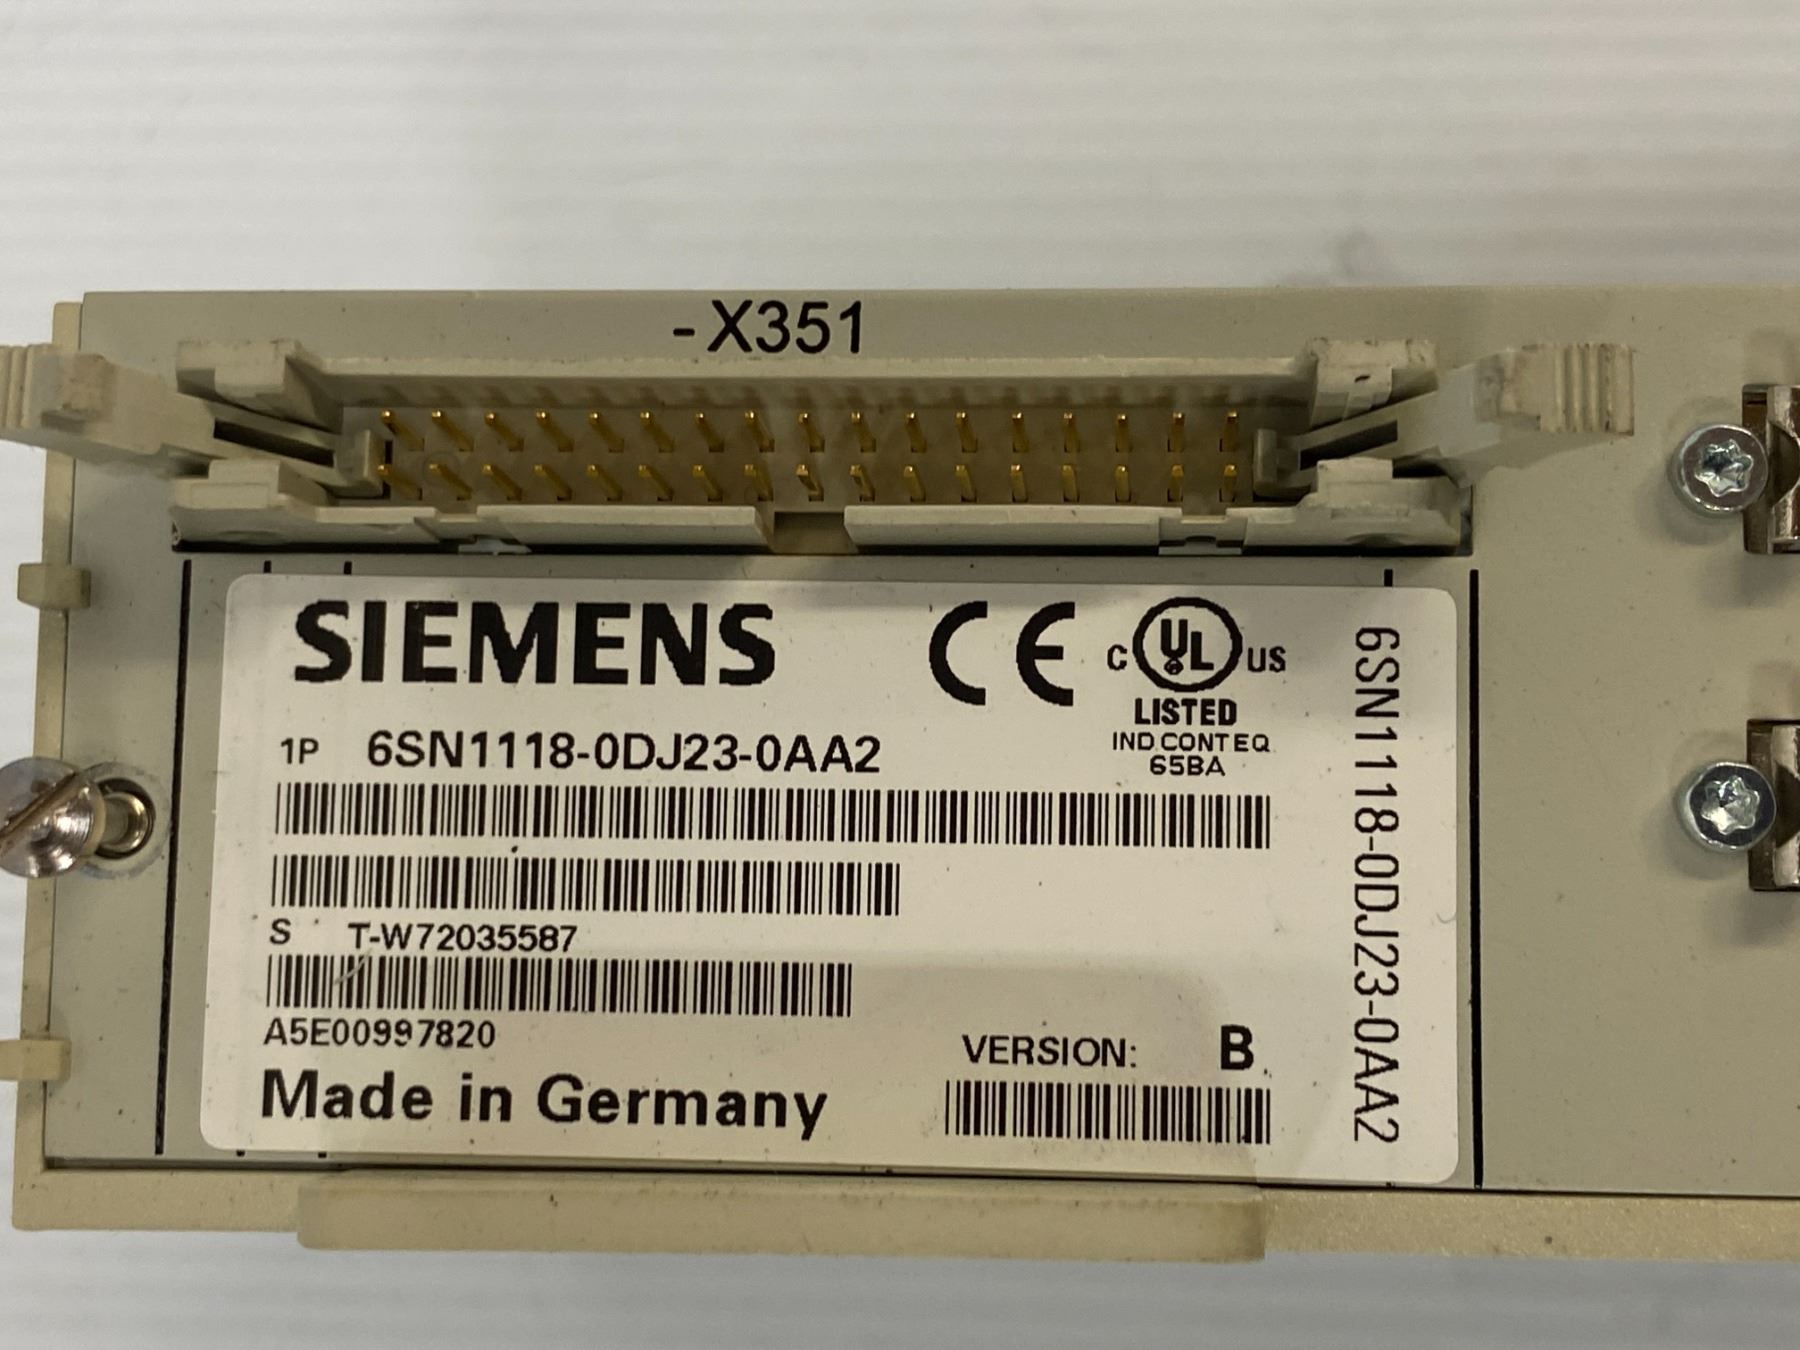 -X351
SIEMENS
CE
C UL US
LISTED
IND.CONT.EQ
65BA
1P 6SN1118-0DJ23-0AA2
S T-W72035587
A5E00997820
VERSION: B
Made in Germany
6SN1118-0DJ23-0AA2